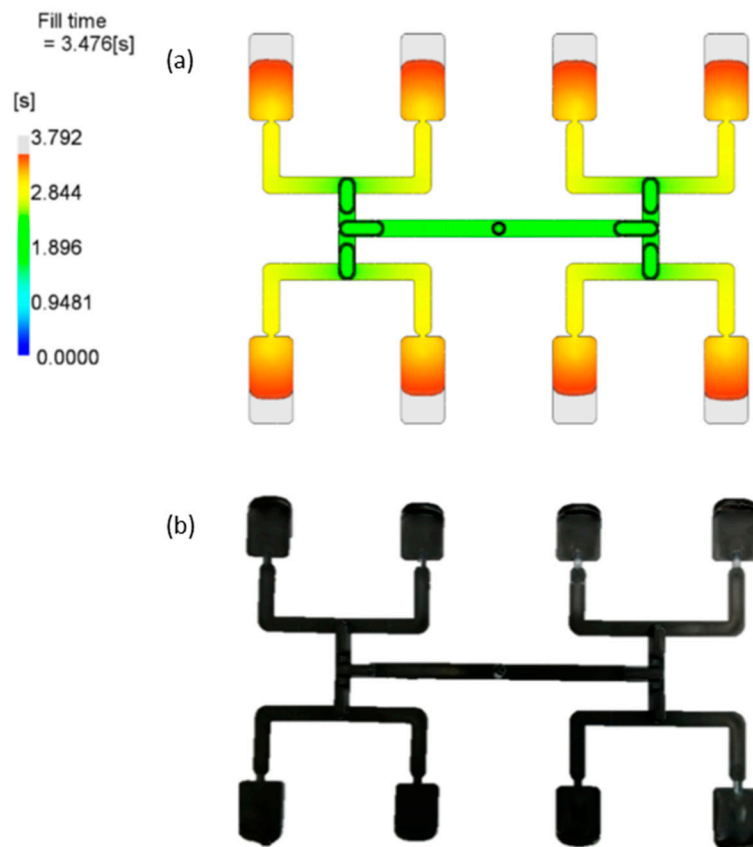 Fill time
= 3.476[s]
(a)
[s]
3.792
2.844
1.896
0.9481
0.0000
(b)